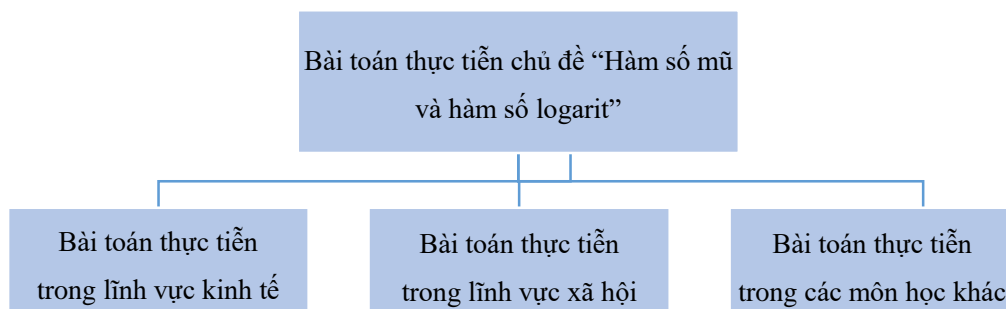 Bài toán thực tiễn chủ đề “Hàm số mũ
và hàm số logarit”
Bài toán thực tiễn
trong lĩnh vực kinh tế
Bài toán thực tiễn
trong lĩnh vực xã hội
Bài toán thực tiễn
trong các môn học khác